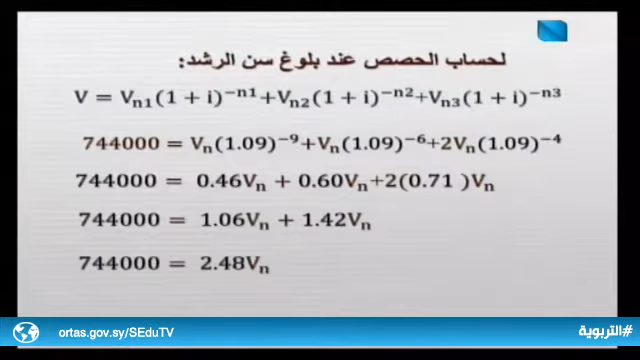 لحساب الحصص عند بلوغ سن الرشد:
V = Vₙ₁(1 + i)⁻ⁿ¹+Vₙ₂(1 + i)⁻ⁿ²+Vₙ₃(1 + i)⁻ⁿ³
744000 = Vₙ(1.09)⁻⁹+Vₙ(1.09)⁻⁶+2Vₙ(1.09)⁻⁴
744000 = 0.46Vₙ + 0.60Vₙ+2(0.71 )Vₙ
744000 = 1.06Vₙ + 1.42Vₙ
744000 = 2.48Vₙ
ortas.gov.sy/SEduTV
#التربوية